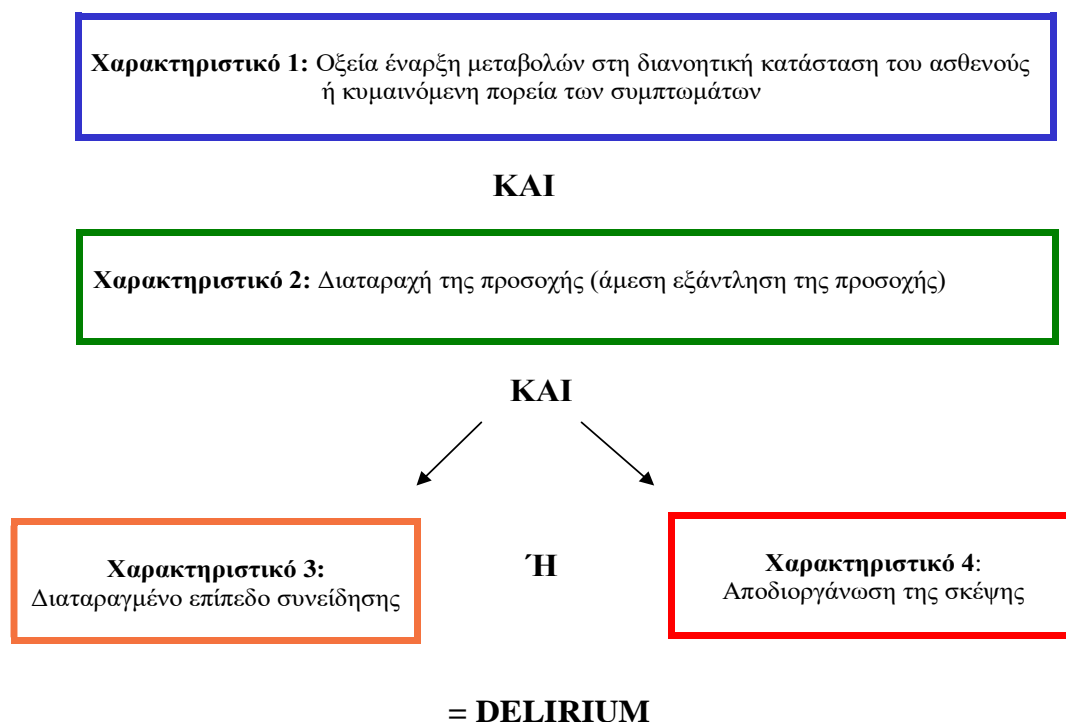 Χαρακτηριστικό 1: Οξεία έναρξη μεταβολών στη διανοητική κατάσταση του ασθενούς
ή κυμαινόμενη πορεία των συμπτωμάτων
ΚΑΙ
Χαρακτηριστικό 2: Διαταραχή της προσοχής (άμεση εξάντληση της προσοχής)
ΚΑΙ
Χαρακτηριστικό 3:
Διαταραγμένο επίπεδο συνείδησης
Ή
Χαρακτηριστικό 4:
Αποδιοργάνωση της σκέψης
= DELIRIUM